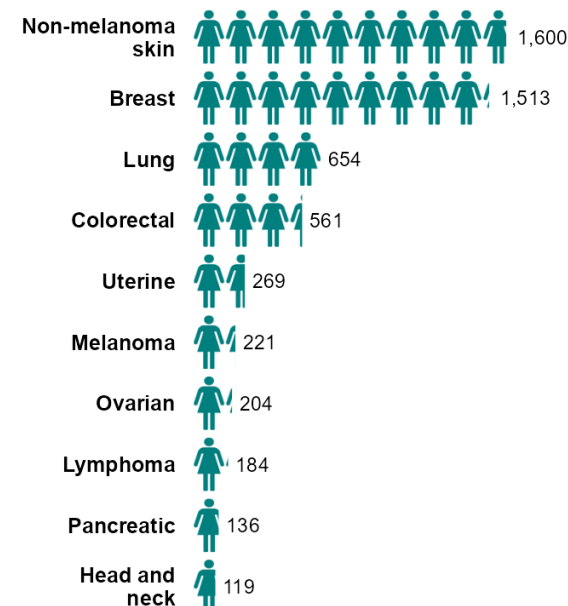 Non-melanoma
skin
1,600
Breast
1,513
Lung
654
Colorectal
561
Uterine
269
Melanoma
221
Ovarian
204
Lymphoma
184
Pancreatic
136
Head and
neck
119